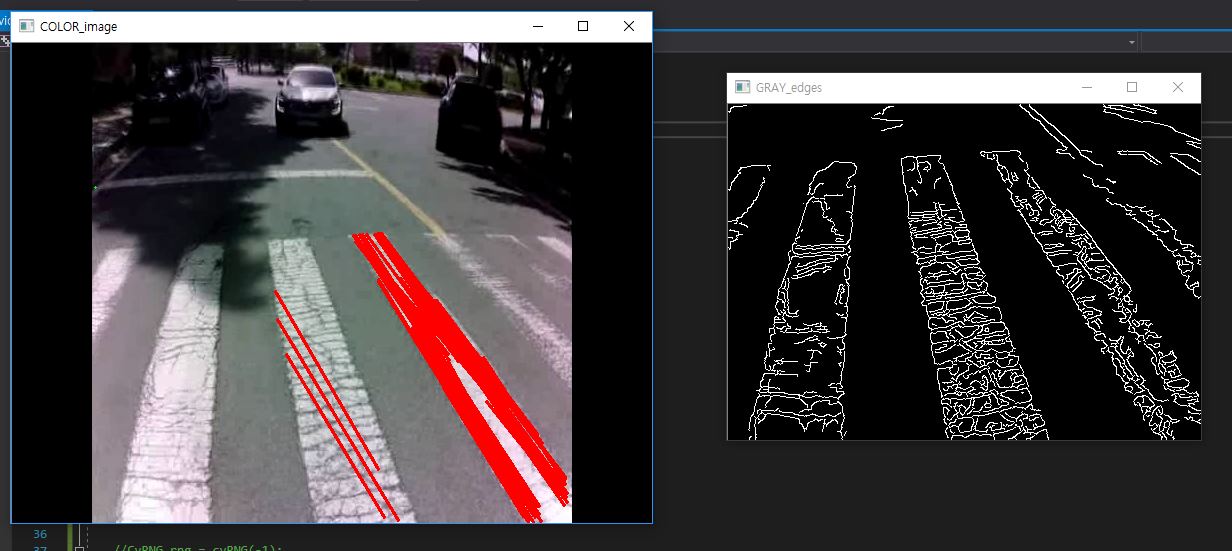 COLOR_image
GRAY_edges
36
37 //CvRNG rng = cvRNG(-1);